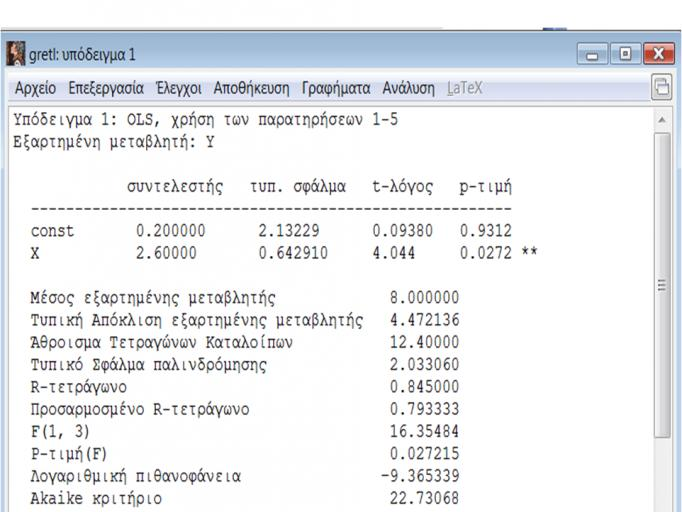 gretl: υπόδειγμα 1
Αρχείο Επεξεργασία Έλεγχοι Αποθήκευση Γραφήματα Ανάλυση LaTeX
Υπόδειγμα 1: OLS, χρήση των παρατηρήσεων 1-5
Εξαρτημένη μεταβλητή: Y
συντελεστής τυπ. σφάλμα t-λόγος p-τιμή
------------------------------------------------------
const 0.200000 2.13229 0.09380 0.9312
X 2.60000 0.642910 4.044 0.0272 **
Μέσος εξαρτημένης μεταβλητής 8.000000
Τυπική Απόκλιση εξαρτημένης μεταβλητής 4.472136
Άθροισμα Τετραγώνων Καταλοίπων 12.40000
Τυπικό Σφάλμα παλινδρόμησης 2.033060
R-τετράγωνο 0.845000
Προσαρμοσμένο R-τετράγωνο 0.793333
F(1, 3) 16.35484
P-τιμή(F) 0.027215
Λογαριθμική πιθανοφάνεια -9.365339
Akaike κριτήριο 22.73068